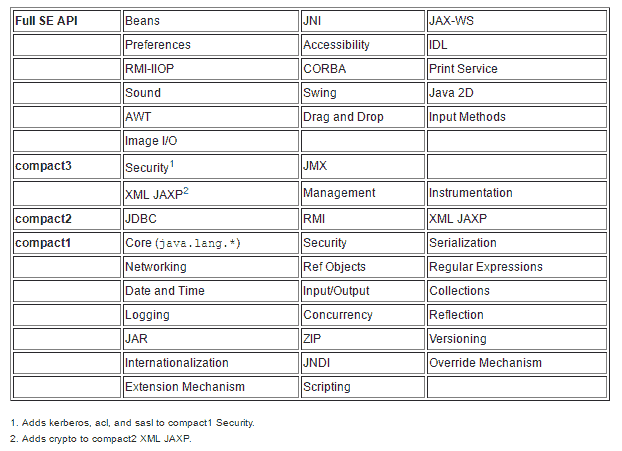 Full SE API Beans JNI JAX-WS
Preferences Accessibility IDL
RMI-IIOP CORBA Print Service
Sound Swing Java 2D
AWT Drag and Drop Input Methods
Image I/O
compact3 Security1 JMX
XML JAXP2 Management Instrumentation
compact2 JDBC RMI XML JAXP
compact1 Core (java.lang.*) Security Serialization
Networking Ref Objects Regular Expressions
Date and Time Input/Output Collections
Logging Concurrency Reflection
JAR ZIP Versioning
Internationalization JNDI Override Mechanism
Extension Mechanism Scripting
1. Adds kerberos, acl, and sasl to compact1 Security.
2. Adds crypto to compact2 XML JAXP.